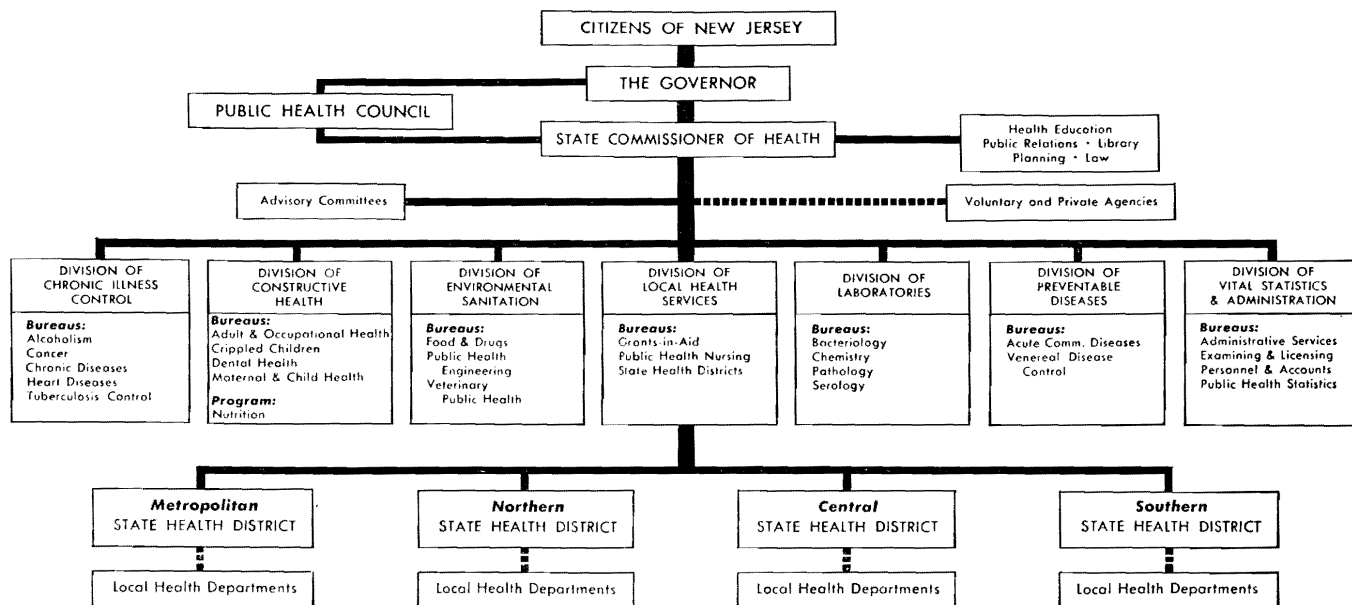 CITIZENS OF NEW JERSEY
THE GOVERNOR
PUBLIC HEALTH COUNCIL
STATE COMMISSIONER OF HEALTH
Health Education
Public Relations • Library
Planning • Law
Advisory Committees
Voluntary and Private Agencies
DIVISION OF
CHRONIC ILLNESS
CONTROL
Bureaus:
Alcoholism
Cancer
Chronic Diseases
Heart Diseases
Tuberculosis Control
DIVISION OF
CONSTRUCTIVE
HEALTH
Bureaus:
Adult & Occupational Health
Crippled Children
Dental Health
Maternal & Child Health
Program:
Nutrition
DIVISION OF
ENVIRONMENTAL
SANITATION
Bureaus:
Food & Drugs
Public Health
Engineering
Veterinary
Public Health
DIVISION OF
LOCAL HEALTH
SERVICES
Bureaus:
Grants-in-Aid
Public Health Nursing
State Health Districts
DIVISION OF
LABORATORIES
Bureaus:
Bacteriology
Chemistry
Pathology
Serology
DIVISION OF
PREVENTABLE
DISEASES
Bureaus:
Acute Comm. Diseases
Venereal Disease
Control
DIVISION OF
VITAL STATISTICS
& ADMINISTRATION
Bureaus:
Administrative Services
Examining & Licensing
Personnel & Accounts
Public Health Statistics
Metropolitan
STATE HEALTH DISTRICT
Northern
STATE HEALTH DISTRICT
Central
STATE HEALTH DISTRICT
Southern
STATE HEALTH DISTRICT
Local Health Departments
Local Health Departments
Local Health Departments
Local Health Departments